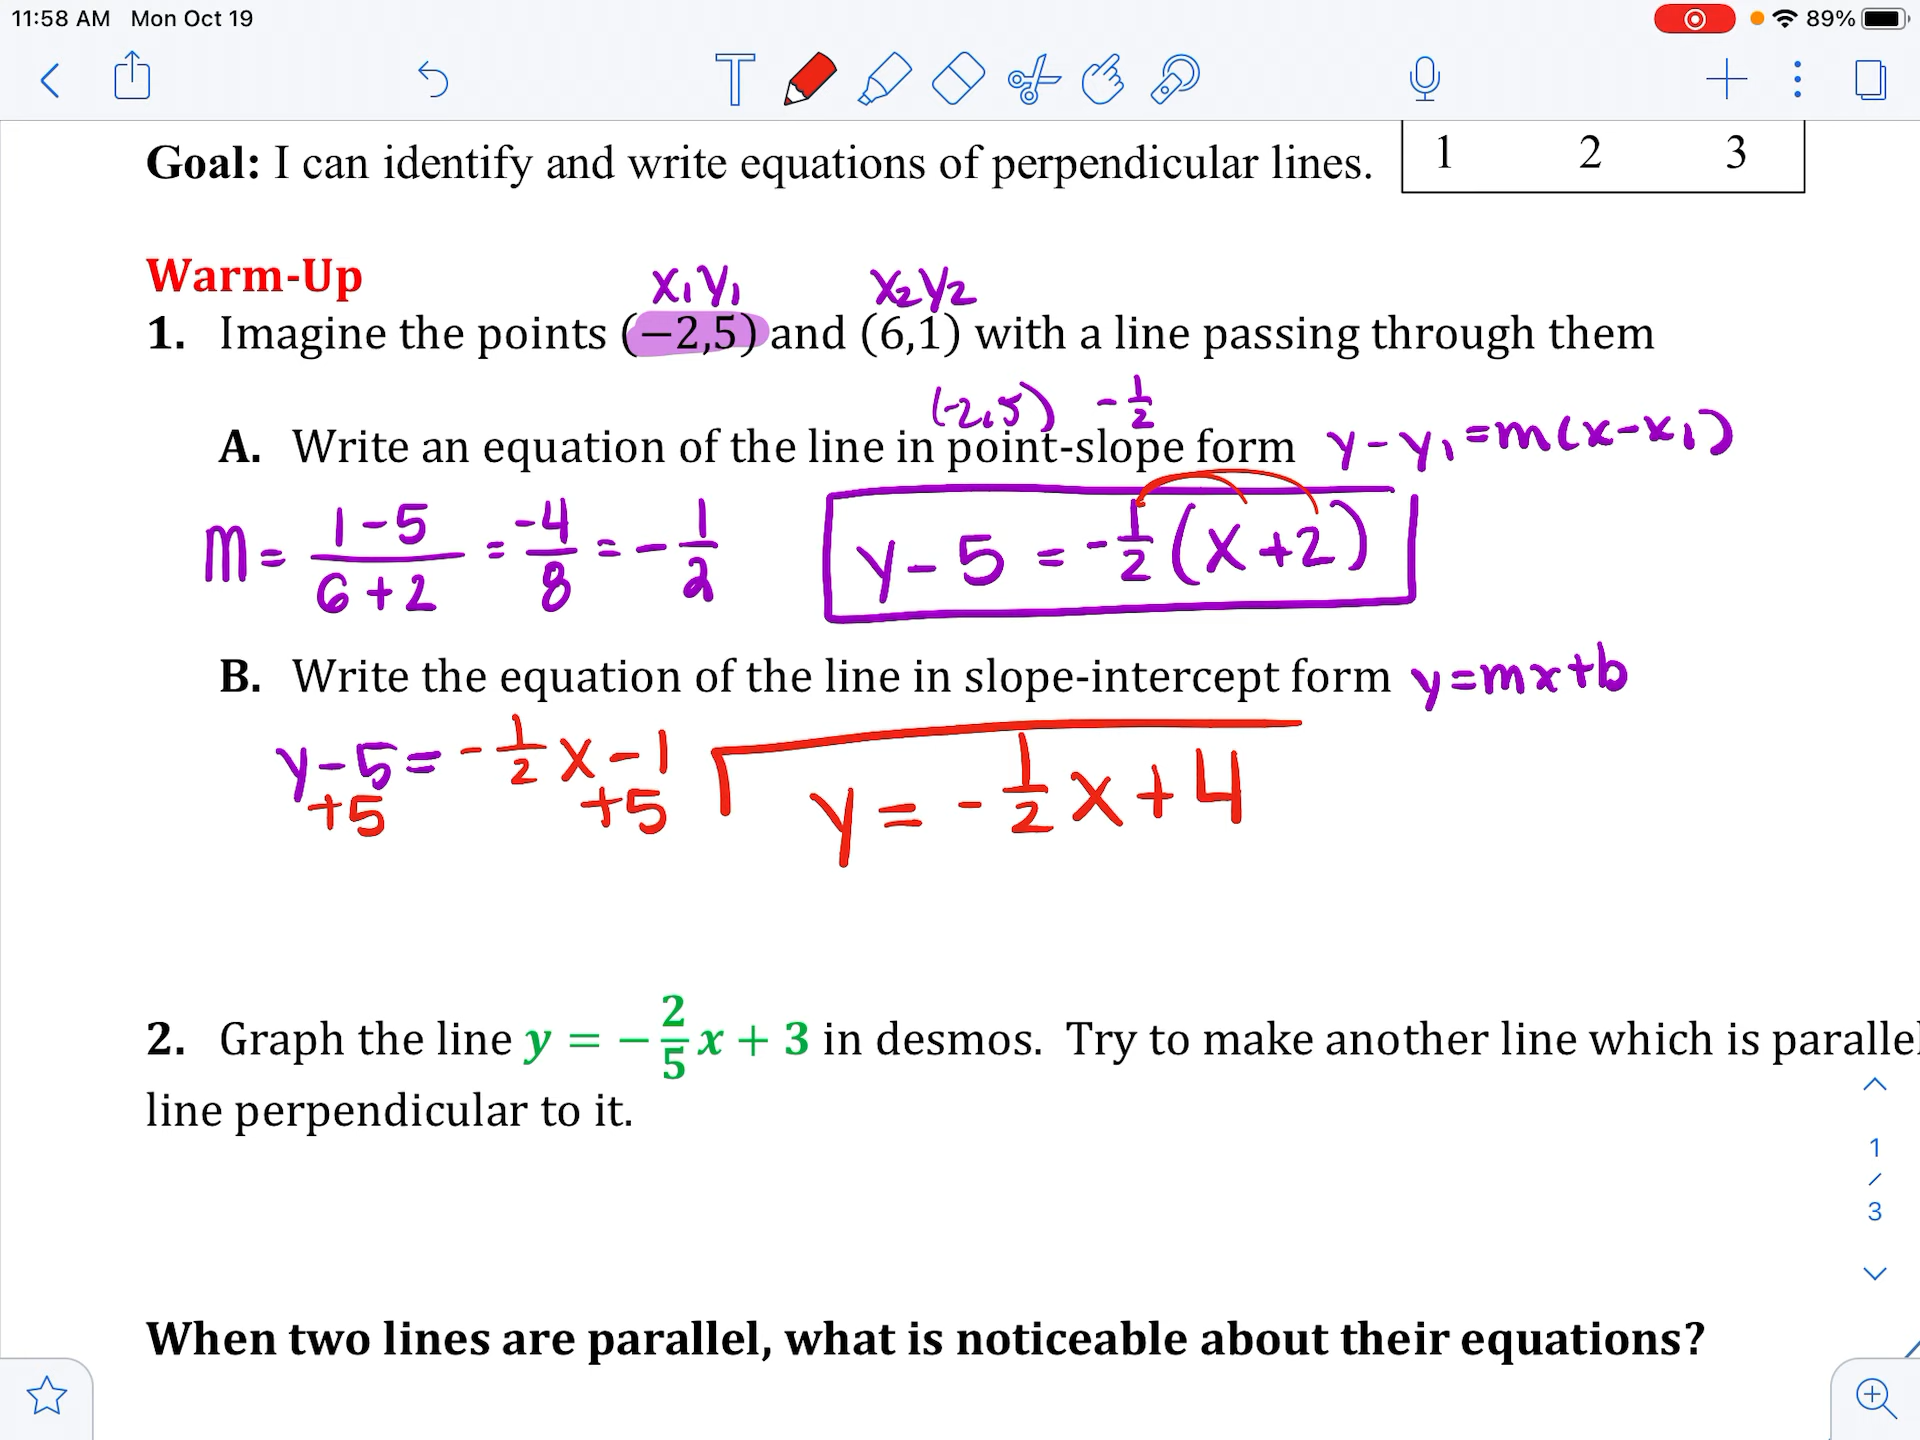 11:58 AM Mon Oct 19 89%
Goal: I can identify and write equations of perpendicular lines. 1 2 3
Warm-Up
x₁ y₁ x₂ y₂
1. Imagine the points (−2,5) and (6,1) with a line passing through them
(-2,5) -1/2
A. Write an equation of the line in point-slope form y-y₁=m(x-x₁)
m = (1-5)/(6+2) = -4/8 = -1/2 y-5 = -1/2(x+2)
B. Write the equation of the line in slope-intercept form y=mx+b
y-5 = -1/2x-1 y = -1/2x+4
+5 +5
2. Graph the line y = −2/5x + 3 in desmos. Try to make another line which is paralle
line perpendicular to it.
1
/
3
When two lines are parallel, what is noticeable about their equations?